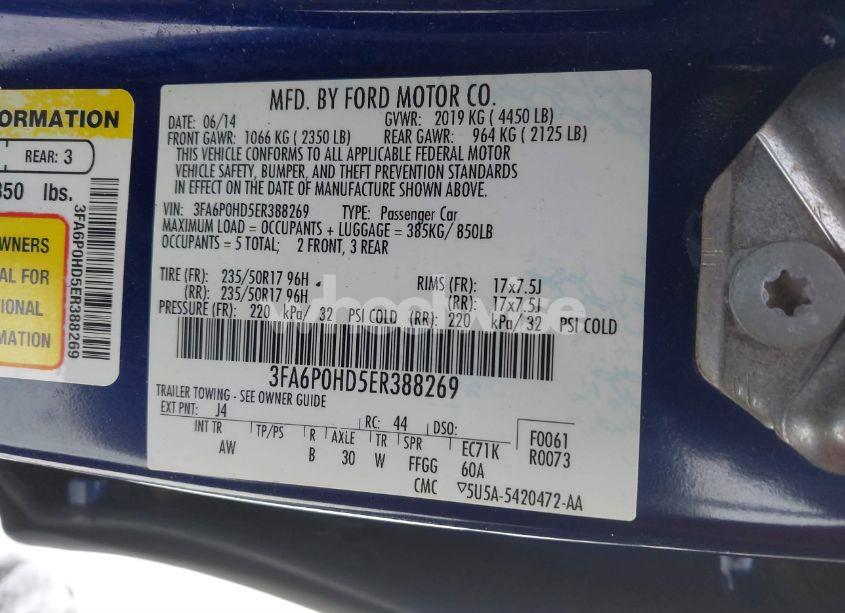 MFD. BY FORD MOTOR CO.
DATE: 06/14 GVWR: 2019 KG ( 4450 LB)
FRONT GAWR: 1066 KG ( 2350 LB) REAR GAWR: 964 KG ( 2125 LB)
THIS VEHICLE CONFORMS TO ALL APPLICABLE FEDERAL MOTOR
VEHICLE SAFETY, BUMPER, AND THEFT PREVENTION STANDARDS
IN EFFECT ON THE DATE OF MANUFACTURE SHOWN ABOVE.
VIN: 3FA6P0HD5ER388269 TYPE: Passenger Car
MAXIMUM LOAD = OCCUPANTS + LUGGAGE = 385KG/ 850LB
OCCUPANTS = 5 TOTAL; 2 FRONT, 3 REAR
TIRE (FR): 235/50R17 96H RIMS (FR): 17x7.5J
(RR): 235/50R17 96H (RR): 17x7.5J
PRESSURE (FR): 220 kPa/ 32 PSI COLD (RR): 220 kPa/ 32 PSI COLD
3FA6P0HD5ER388269
TRAILER TOWING - SEE OWNER GUIDE
EXT PNT: J4 RC: 44 DSO:
INT TR TP/PS R AXLE TR SPR EC71K F0061
AW B 30 W FFGG 60A R0073
CMC ▽5U5A-5420472-AA
ORMATION
REAR: 3
850 lbs.
WNERS
AL FOR
TIONAL
RMATION
3FA6P0HD5ER388269
wheelwise